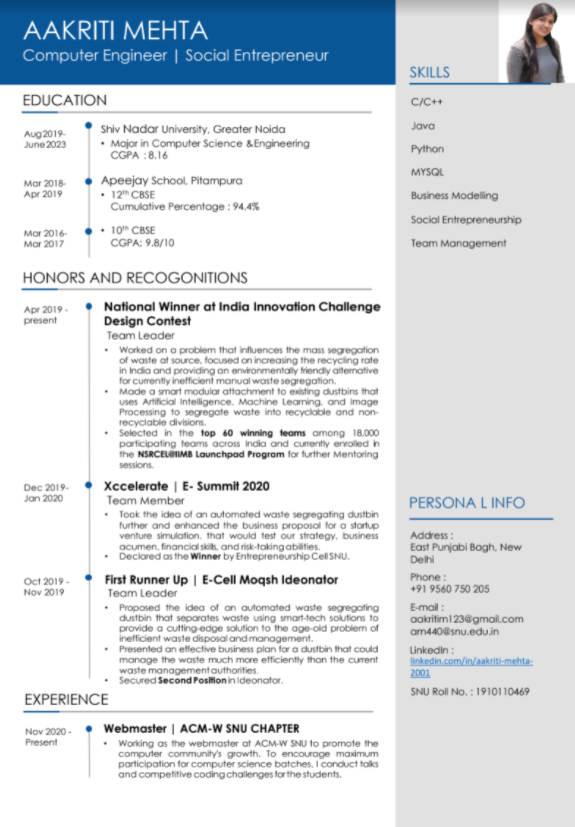 AAKRITI MEHTA
Computer Engineer | Social Entrepreneur
EDUCATION
Aug 2019-
June 2023
Shiv Nadar University, Greater Noida
• Major in Computer Science & Engineering
CGPA : 8.16
Mar 2018-
Apr 2019
Apeejay School, Pitampura
• 12th CBSE
Cumulative Percentage : 94.4%
Mar 2016-
Mar 2017
• 10th CBSE
CGPA: 9.8/10
HONORS AND RECOGONITIONS
Apr 2019 -
present
National Winner at India Innovation Challenge
Design Contest
Team Leader
• Worked on a problem that influences the mass segregation
of waste at source, focused on increasing the recycling rate
in India and providing an environmentally friendly alternative
for currently inefficient manual waste segregation.
• Made a smart modular attachment to existing dustbins that
uses Artificial Intelligence, Machine Learning, and Image
Processing to segregate waste into recyclable and non-
recyclable divisions.
• Selected in the top 60 winning teams among 18,000
participating teams across India and currently enrolled in
the NSRCEL@IIMB Launchpad Program for further Mentoring
sessions.
Dec 2019-
Jan 2020
Xccelerate | E- Summit 2020
Team Member
• Took the idea of an automated waste segregating dustbin
further and enhanced the business proposal for a startup
venture simulation, that would test our strategy, business
acumen, financial skills, and risk-taking abilities.
• Declared as the Winner by Entrepreneurship Cell SNU.
Oct 2019 -
Nov 2019
First Runner Up | E-Cell Moqsh Ideonator
Team Leader
• Proposed the idea of an automated waste segregating
dustbin that separates waste using smart-tech solutions to
provide a cutting-edge solution to the age-old problem of
inefficient waste disposal and management.
• Presented an effective business plan for a dustbin that could
manage the waste much more efficiently than the current
waste management authorities.
• Secured Second Position in Ideonator.
EXPERIENCE
Nov 2020 -
Present
Webmaster | ACM-W SNU CHAPTER
• Working as the webmaster at ACM-W SNU to promote the
computer community's growth. To encourage maximum
participation for computer science batches, I conduct talks
and competitive coding challenges for the students.
SKILLS
C/C++
Java
Python
MYSQL
Business Modelling
Social Entrepreneurship
Team Management
PERSONA L INFO
Address :
East Punjabi Bagh, New
Delhi
Phone :
+91 9560 750 205
E-mail :
aakritim123@gmail.com
am440@snu.edu.in
LinkedIn :
linkedin.com/in/aakriti-mehta-
2001
SNU Roll No. : 1910110469